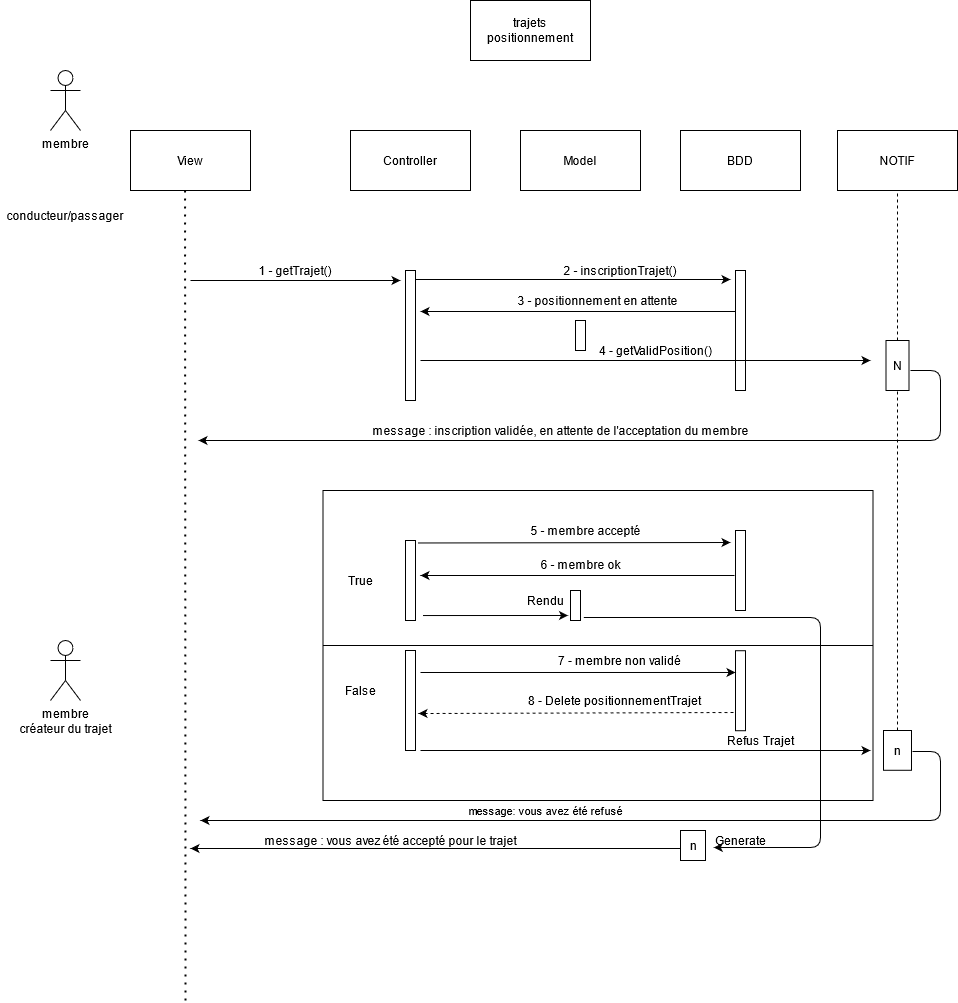 trajets
positionnement
membre
View
Controller
Model
BDD
NOTIF
conducteur/passager
1 - getTrajet()
2 - inscriptionTrajet()
3 - positionnement en attente
4 - getValidPosition()
N
message : inscription validée, en attente de l'acceptation du membre
5 - membre accepté
6 - membre ok
True
Rendu
7 - membre non validé
False
8 - Delete positionnementTrajet
membre
créateur du trajet
Refus Trajet
n
message: vous avez été refusé
message : vous avez été accepté pour le trajet
n
Generate